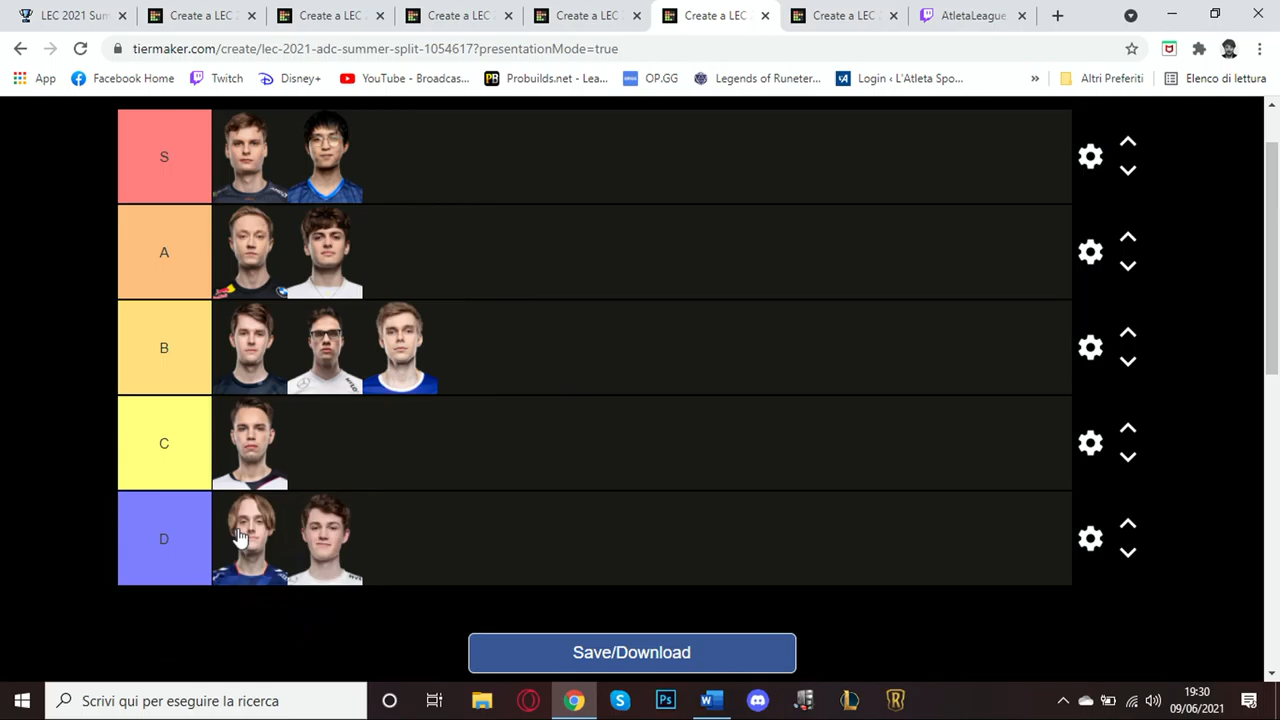 LEC 2021 Sum
Create a LEC 2
Create a LEC
Create a LEC
Create a LEC
Create a LEC
Create a LEC
AtletaLeague
tiermaker.com/create/lec-2021-adc-summer-split-1054617?presentationMode=true
App
Facebook Home
Twitch
Disney+
YouTube - Broadcas...
Probuilds.net - Lea...
OP.GG
Legends of Runeter...
Login ‹ L'Atleta Spo...
»
Altri Preferiti
Elenco di lettura
S
A
B
C
D
Save/Download
Scrivi qui per eseguire la ricerca
19:30
09/06/2021